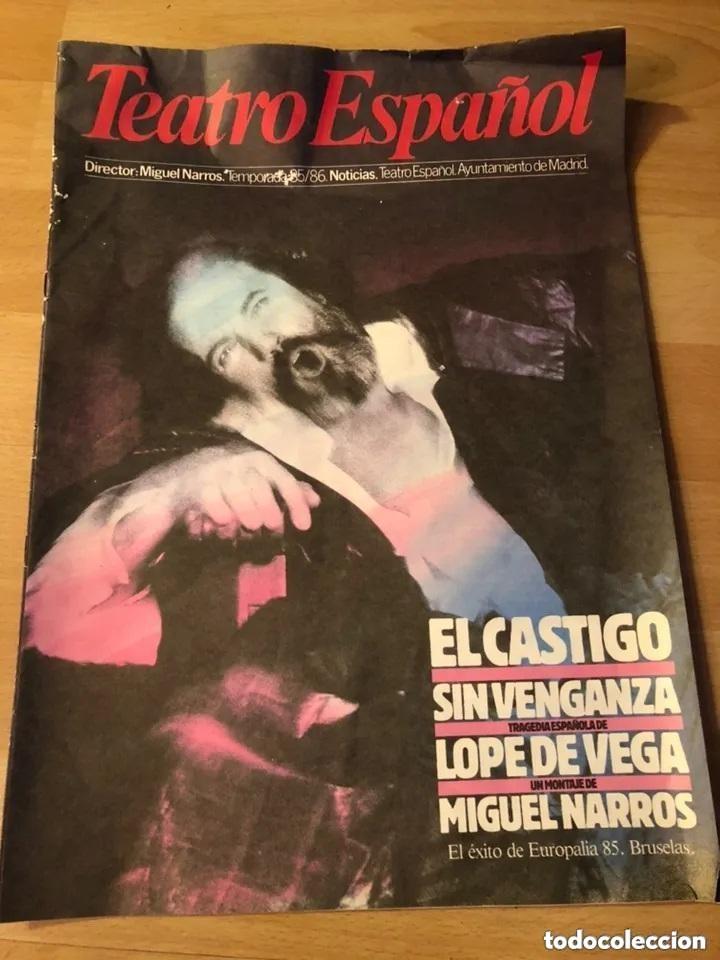 Teatro Español
Director: Miguel Narros. Temporada 85/86. Noticias. Teatro Español. Ayuntamiento de Madrid.
EL CASTIGO
SIN VENGANZA
TRAGEDIA ESPAÑOLA DE
LOPE DE VEGA
UN MONTAJE DE
MIGUEL NARROS
El éxito de Europalia 85. Bruselas.
todocoleccion